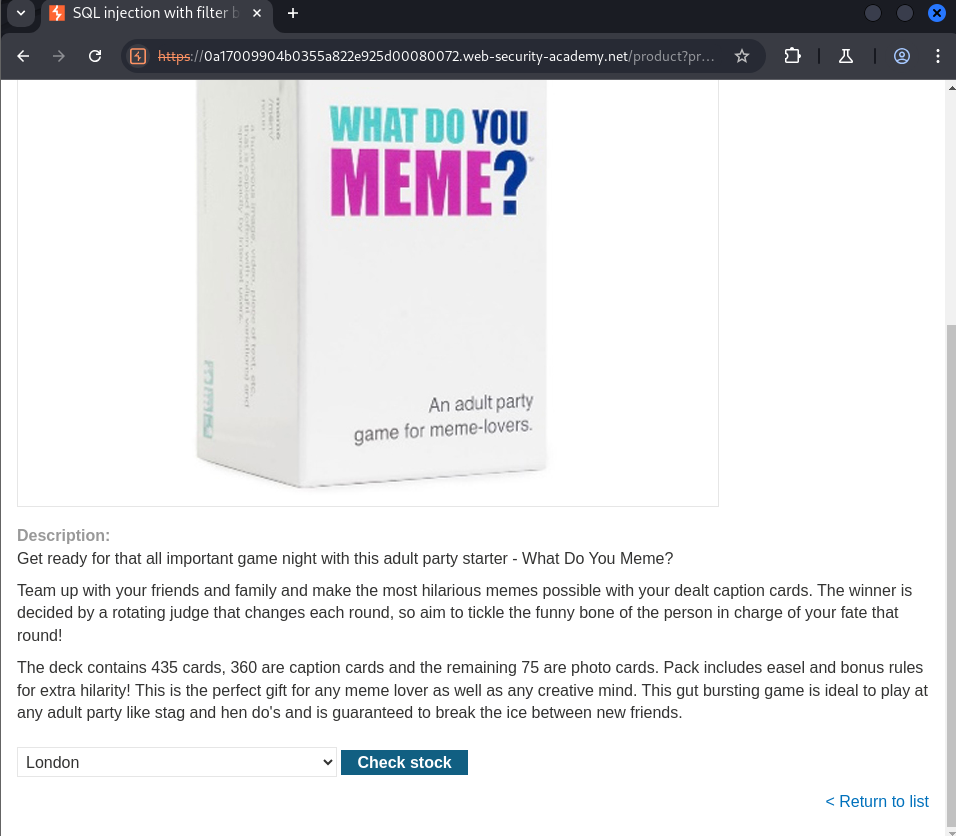 SQL injection with filter b
https://0a17009904b0355a822e925d00080072.web-security-academy.net/product?pr...
WHAT DO YOU
MEME?
An adult party
game for meme-lovers.
Description:
Get ready for that all important game night with this adult party starter - What Do You Meme?
Team up with your friends and family and make the most hilarious memes possible with your dealt caption cards. The winner is
decided by a rotating judge that changes each round, so aim to tickle the funny bone of the person in charge of your fate that
round!
The deck contains 435 cards, 360 are caption cards and the remaining 75 are photo cards. Pack includes easel and bonus rules
for extra hilarity! This is the perfect gift for any meme lover as well as any creative mind. This gut bursting game is ideal to play at
any adult party like stag and hen do's and is guaranteed to break the ice between new friends.
London
Check stock
< Return to list